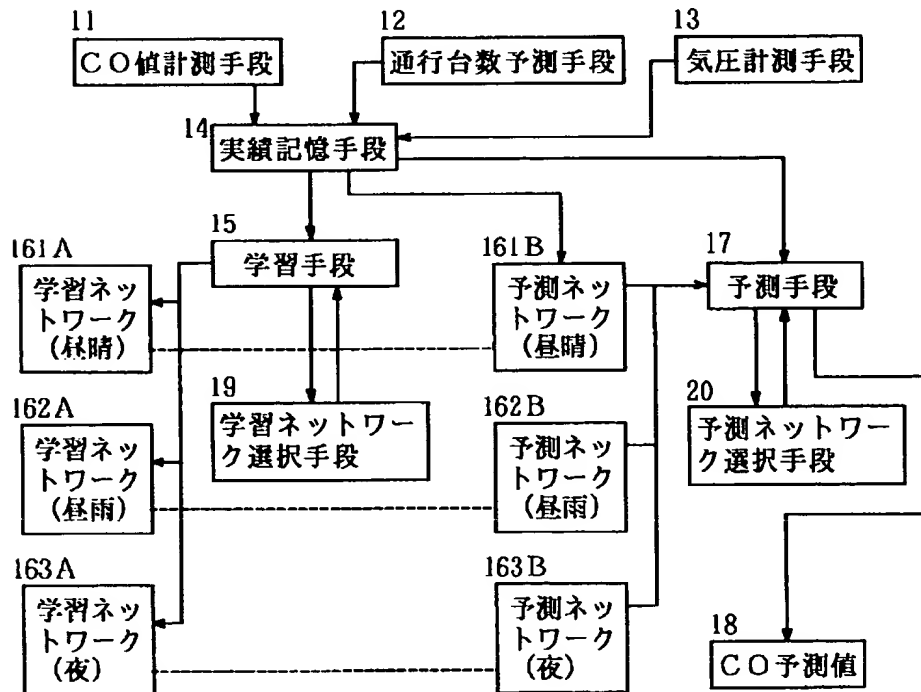 11
CO値計測手段
12
通行台数予測手段
13
気圧計測手段
14
実績記憶手段
15
学習手段
161A
学習ネッ
トワーク
(昼晴)
161B
予測ネッ
トワーク
(昼晴)
17
予測手段
19
学習ネットワー
ク選択手段
20
予測ネットワー
ク選択手段
162A
学習ネッ
トワーク
(昼雨)
162B
予測ネッ
トワーク
(昼雨)
163A
学習ネッ
トワーク
(夜)
163B
予測ネッ
トワーク
(夜)
18
CO予測値